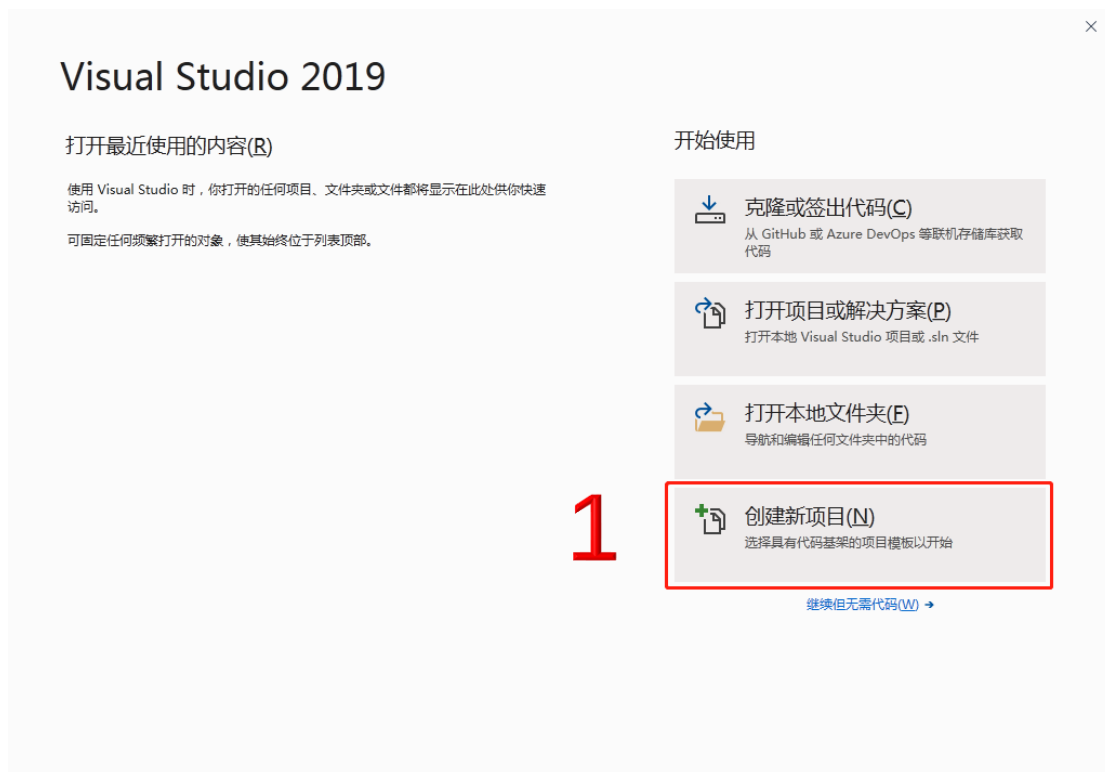 Visual Studio 2019
打开最近使用的内容(R)
使用 Visual Studio 时，你打开的任何项目、文件夹或文件都将显示在此处供你快速
访问。
可固定任何频繁打开的对象，使其始终位于列表顶部。
开始使用
克隆或签出代码(C)
从 GitHub 或 Azure DevOps 等联机存储库获取
代码
打开项目或解决方案(P)
打开本地 Visual Studio 项目或 .sln 文件
打开本地文件夹(F)
导航和编辑任何文件夹中的代码
1
创建新项目(N)
选择具有代码基架的项目模板以开始
继续但无需代码(W) →